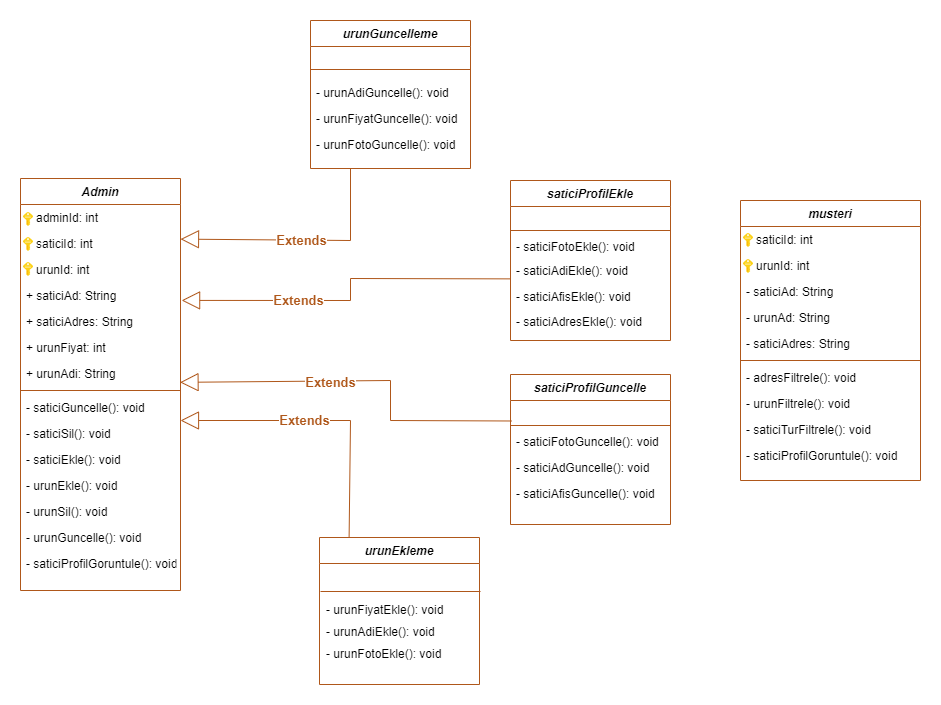 urunGuncelleme
- urunAdiGuncelle(): void
- urunFiyatGuncelle(): void
- urunFotoGuncelle(): void
Admin
adminId: int
saticiId: int
urunId: int
+ saticiAd: String
+ saticiAdres: String
+ urunFiyat: int
+ urunAdi: String
- saticiGuncelle(): void
- saticiSil(): void
- saticiEkle(): void
- urunEkle(): void
- urunSil(): void
- urunGuncelle(): void
- saticiProfilGoruntule(): void
Extends
Extends
Extends
Extends
saticiProfilEkle
- saticiFotoEkle(): void
- saticiAdiEkle(): void
- saticiAfisEkle(): void
- saticiAdresEkle(): void
saticiProfilGuncelle
- saticiFotoGuncelle(): void
- saticiAdGuncelle(): void
- saticiAfisGuncelle(): void
urunEkleme
- urunFiyatEkle(): void
- urunAdiEkle(): void
- urunFotoEkle(): void
musteri
saticiId: int
urunId: int
- saticiAd: String
- urunAd: String
- saticiAdres: String
- adresFiltrele(): void
- urunFiltrele(): void
- saticiTurFiltrele(): void
- saticiProfilGoruntule(): void